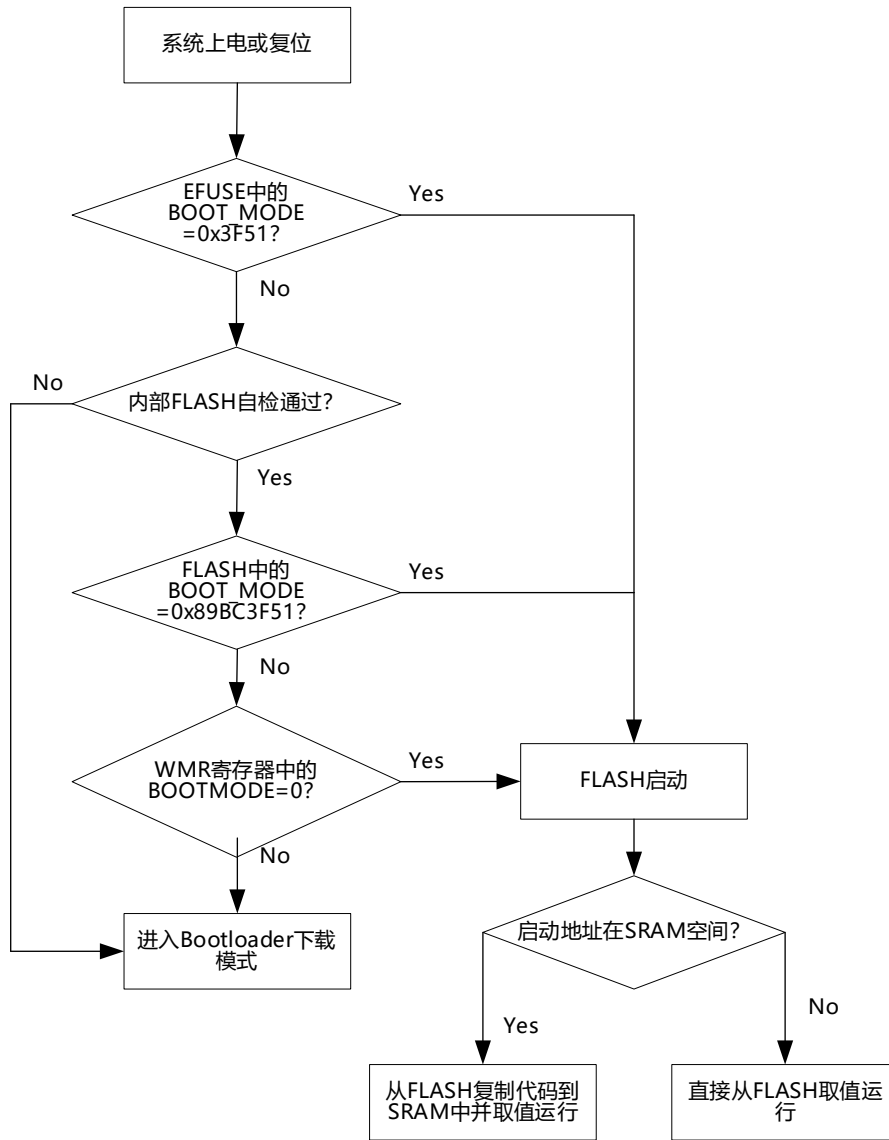 系统上电或复位
EFUSE中的
BOOT_MODE
=0x3F51?
Yes
No
No
内部FLASH自检通过?
Yes
FLASH中的
BOOT_MODE
=0x89BC3F51?
Yes
No
WMR寄存器中的
BOOTMODE=0?
Yes
FLASH启动
No
进入Bootloader下载
模式
启动地址在SRAM空间?
Yes
No
从FLASH复制代码到
SRAM中并取值运行
直接从FLASH取值运
行